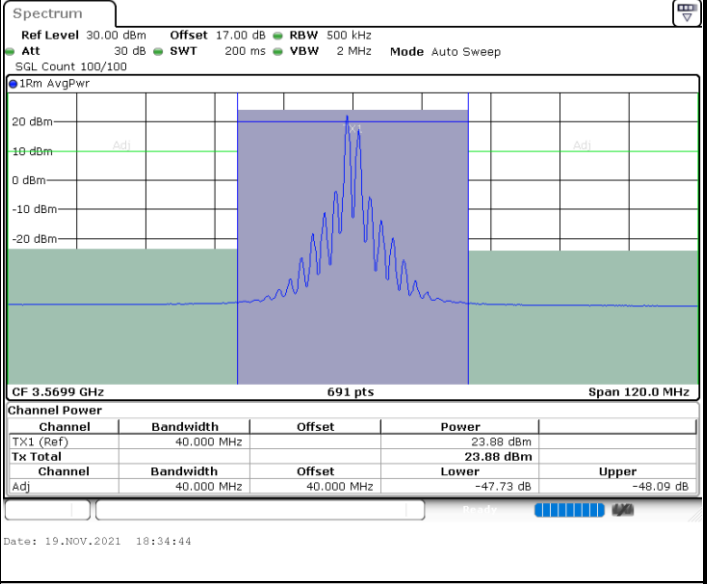 Spectrum
Ref Level 30.00 dBm Offset 17.00 dB RBW 500 kHz
Att 30 dB SWT 200 ms VBW 2 MHz Mode Auto Sweep
SGL Count 100/100
1Rm AvgPwr
20 dBm
Adj Adj
10 dBm
0 dBm
-10 dBm
-20 dBm
CF 3.5699 GHz 691 pts Span 120.0 MHz
Channel Power
Channel Bandwidth Offset Power
TX1 (Ref) 40.000 MHz 23.88 dBm
Tx Total 23.88 dBm
Channel Bandwidth Offset Lower Upper
Adj 40.000 MHz 40.000 MHz -47.73 dB -48.09 dB
Ready
Date: 19.NOV.2021 18:34:44